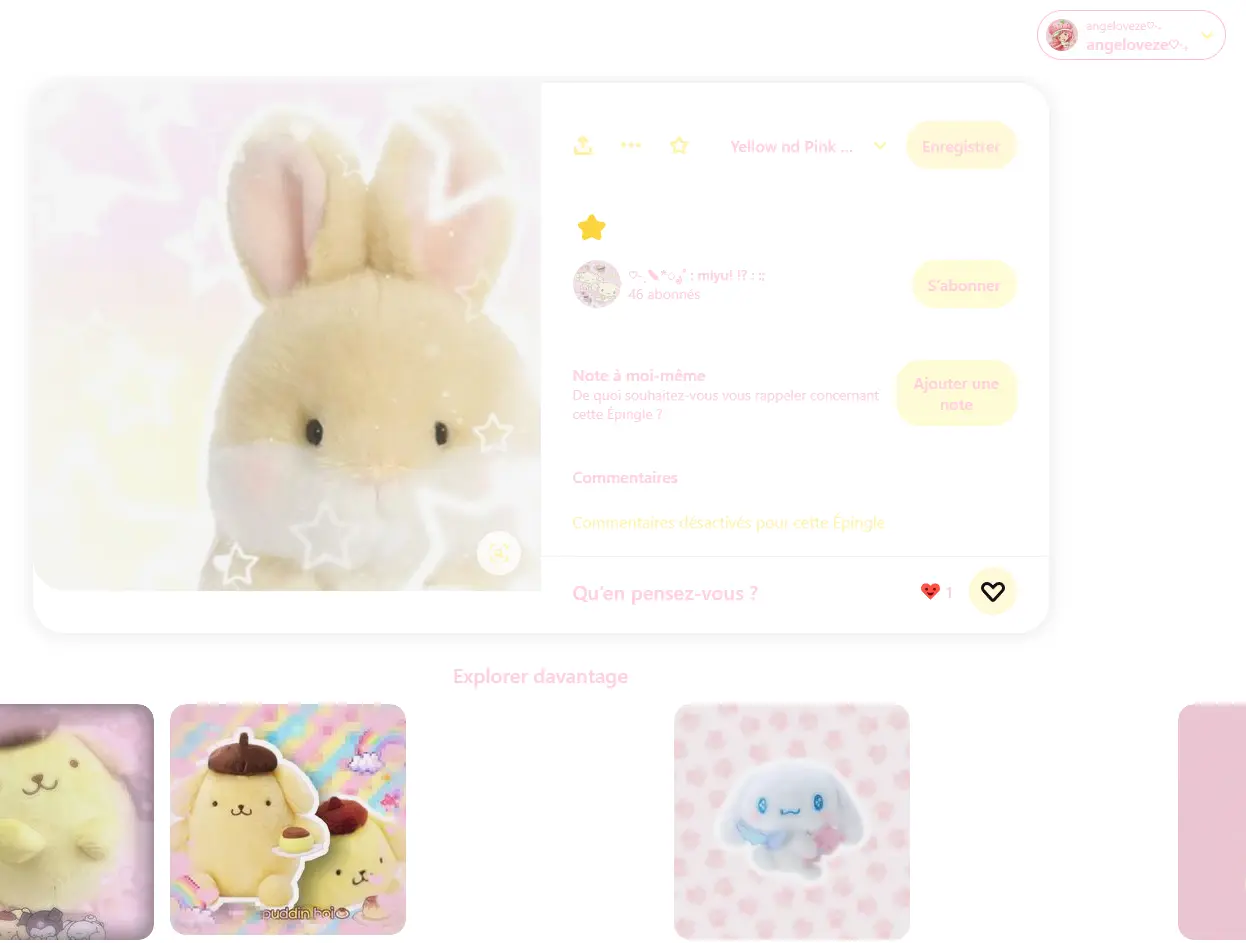 angeloveze♡‧₊
angeloveze♡‧₊
Yellow nd Pink ...
Enregistrer
: miyu! !? : :;
46 abonnés
S'abonner
Note à moi-même
De quoi souhaitez-vous vous rappeler concernant
cette Épingle ?
Ajouter une
note
Commentaires
Commentaires désactivés pour cette Épingle
Qu'en pensez-vous ?
1
Explorer davantage
puddin boi